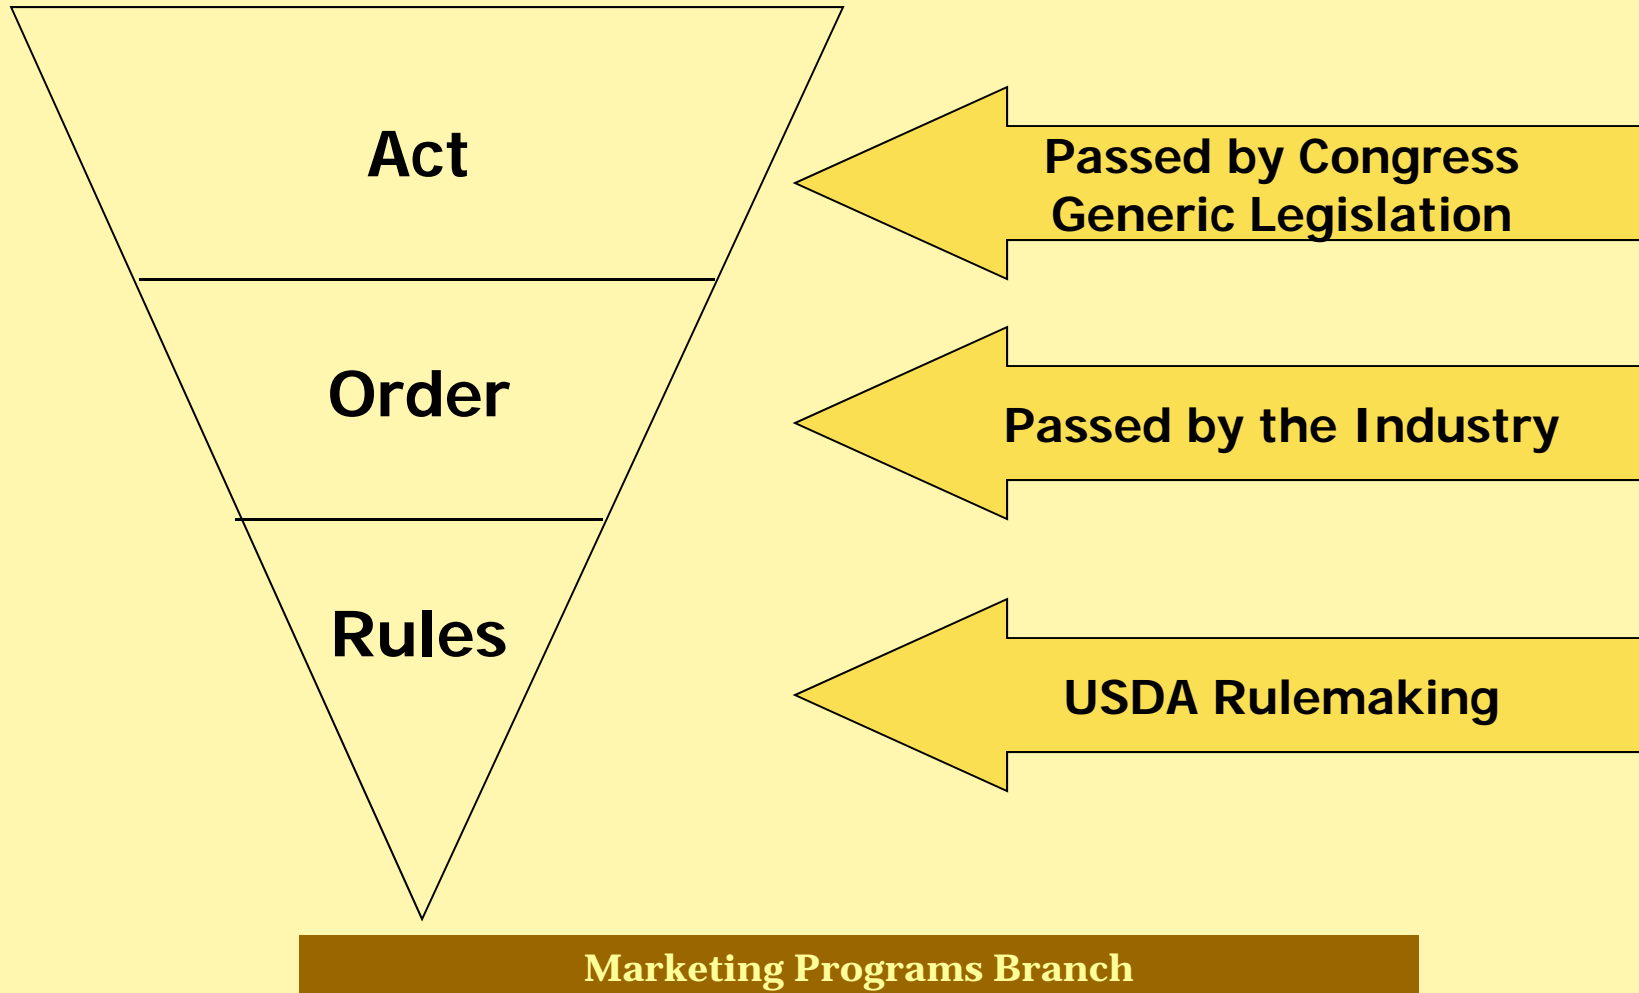 Act
Passed by Congress
Generic Legislation
Order
Passed by the Industry
Rules
USDA Rulemaking
Marketing Programs Branch